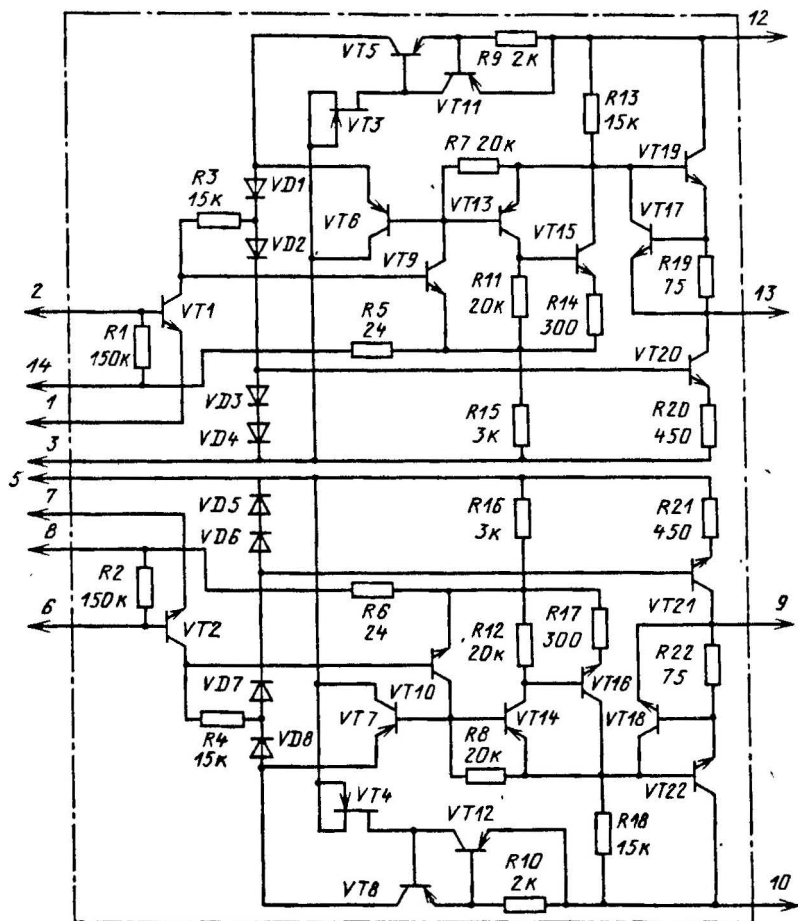 12
VT5
R9 2к
VT11
VT3
R13
15к
R7 20к
VT19
R3
15к
VD1
VT6
VT13
VT17
VT15
VD2
VT9
R11
20к
R19
75
2
VT1
R5
24
R14
300
13
R1
150к
VT20
14
VD3
R15
3к
R20
450
1
VD4
3
5
7
VD5
R16
3к
R21
450
8
VD6
R2
150к
R6
24
R17
300
VT21
6
9
VT2
R12
20к
R22
75
VD7
VT10
VT16
VT7
VT14
VT18
R4
15к
VD8
R8
20к
VT22
VT4
VT12
R18
15к
R10
2к
VT8
10